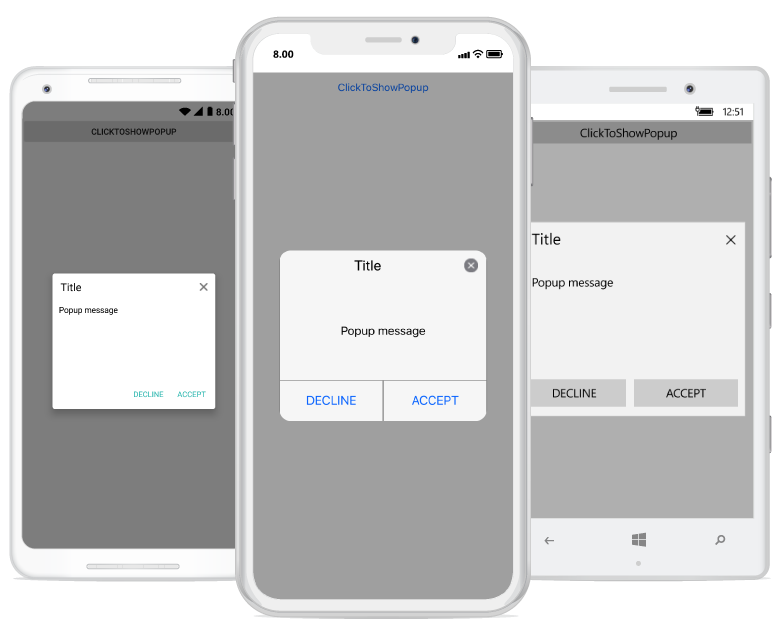 8.00
CLICKTOSHOWPOPUP
Title
Popup message
DECLINE ACCEPT
8.00
ClickToShowPopup
Title
Popup message
DECLINE ACCEPT
12:51
ClickToShowPopup
Title
Popup message
DECLINE ACCEPT